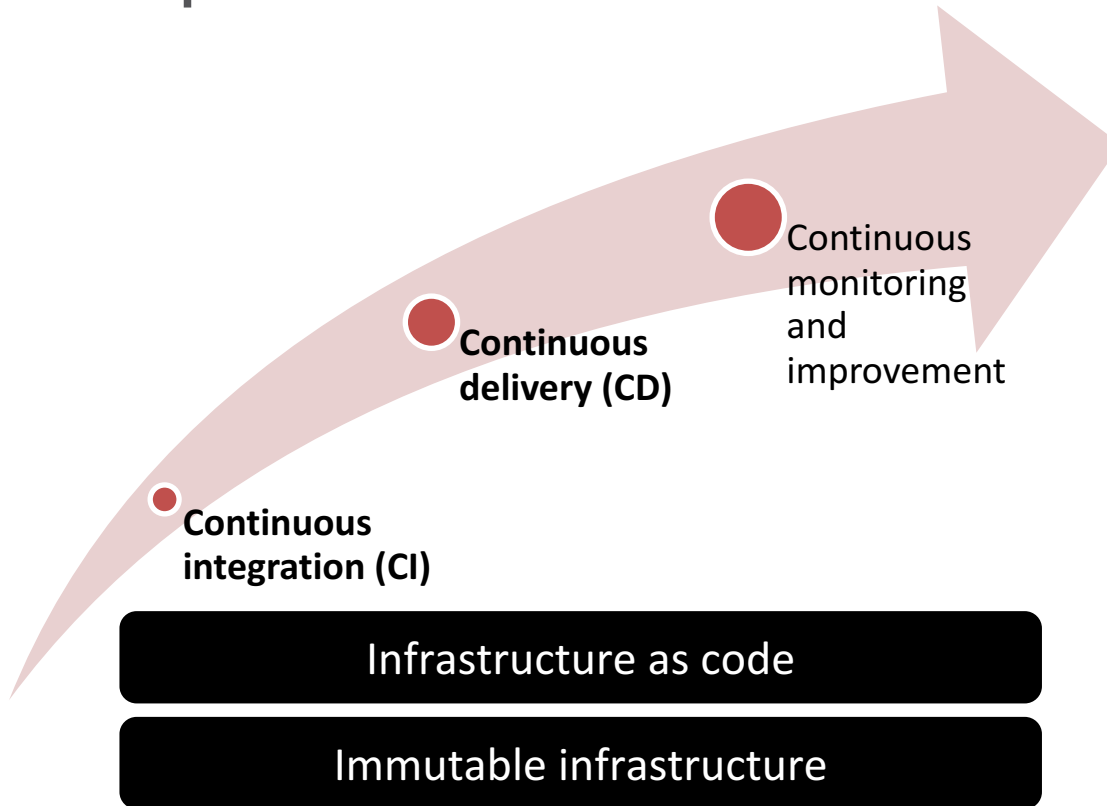 Continuous
monitoring
and
improvement
Continuous
delivery (CD)
Continuous
integration (CI)
Infrastructure as code
Immutable infrastructure